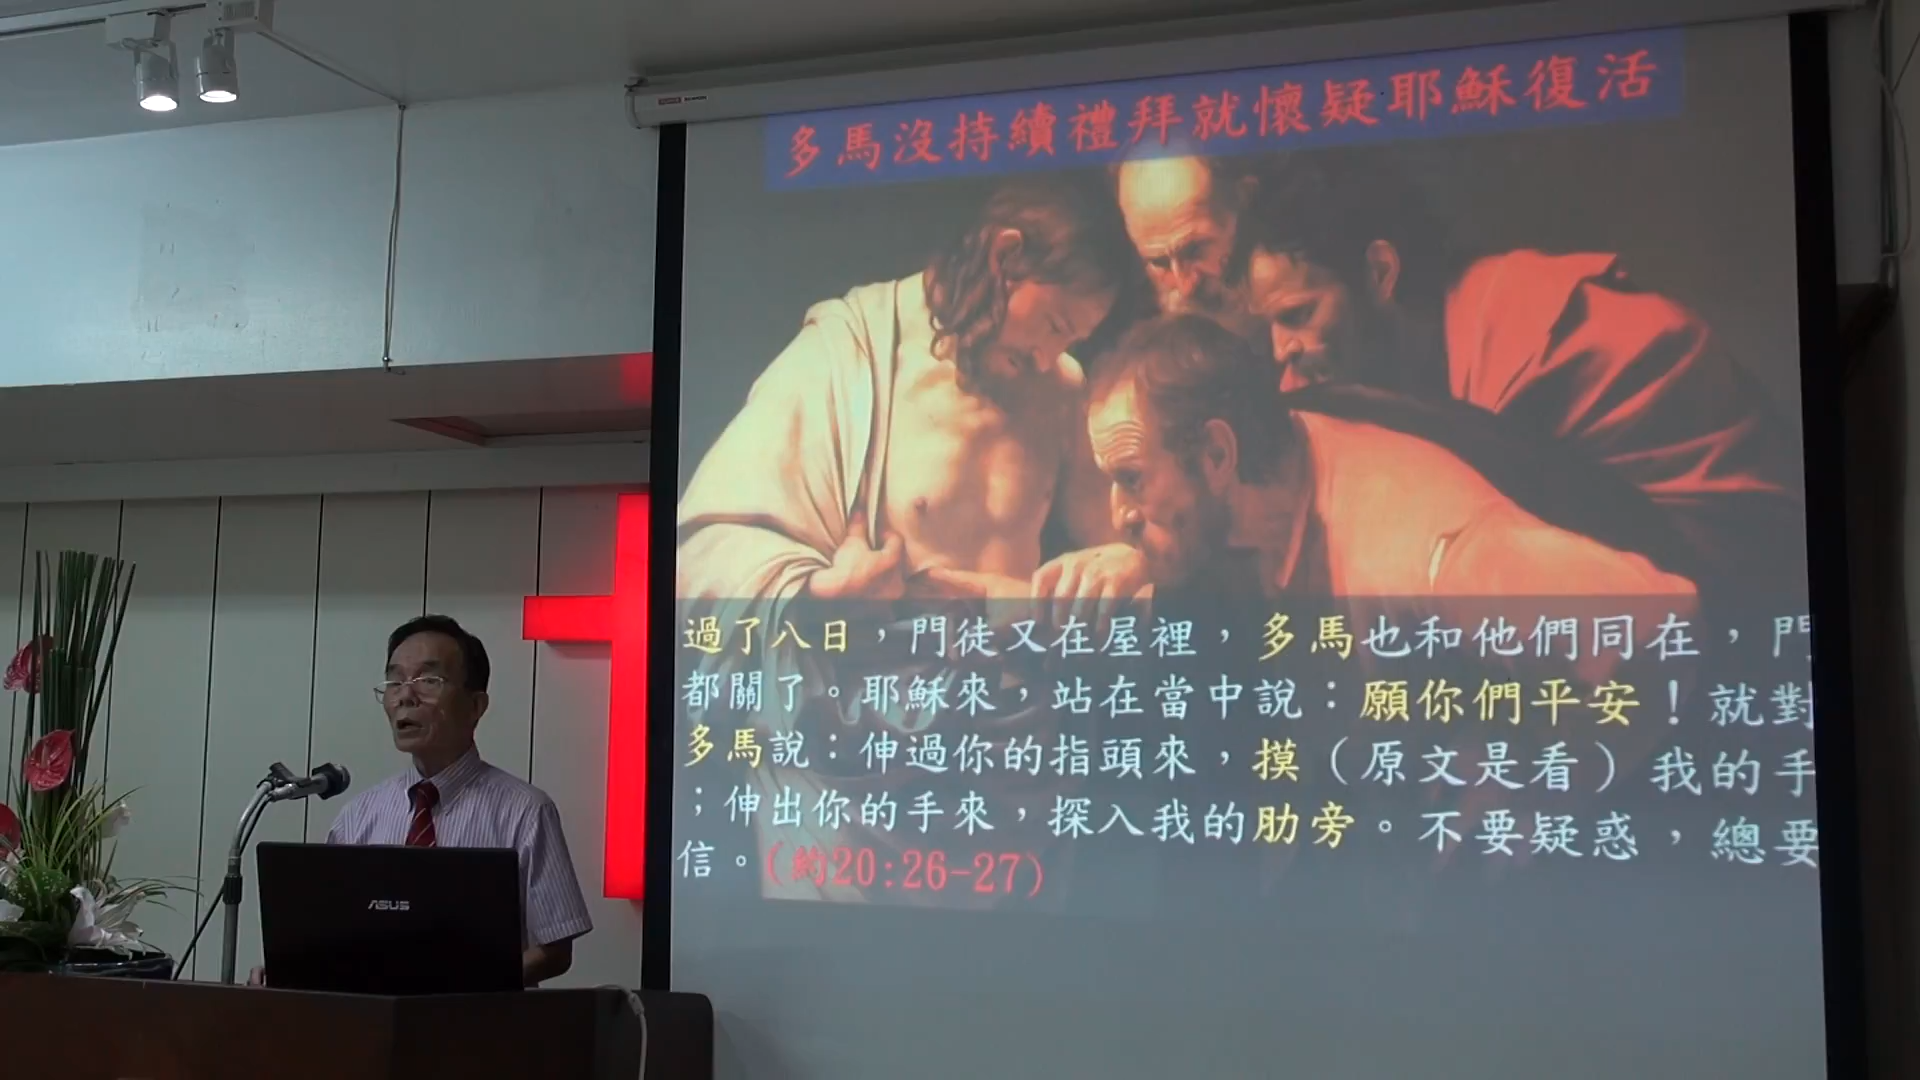 多馬沒持續禮拜就懷疑耶穌復活
過了八日，門徒又在屋裡，多馬也和他們同在，門
都關了。耶穌來，站在當中說：願你們平安！就對
多馬說：伸過你的指頭來，摸（原文是看）我的手
；伸出你的手來，探入我的肋旁。不要疑惑，總要
信。（約20:26-27）
ASUS